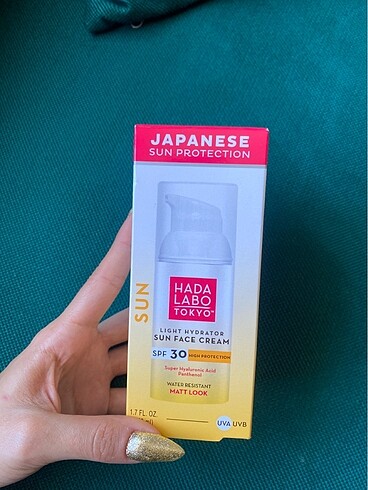 JAPANESE
SUN PROTECTION
SUN
HADA
LABO
TOKYO™
LIGHT HYDRATOR
SUN FACE CREAM
SPF 30 HIGH PROTECTION
Super Hyaluronic Acid
Panthenol
WATER RESISTANT
MATT LOOK
1.7 FL. OZ.
UVA UVB